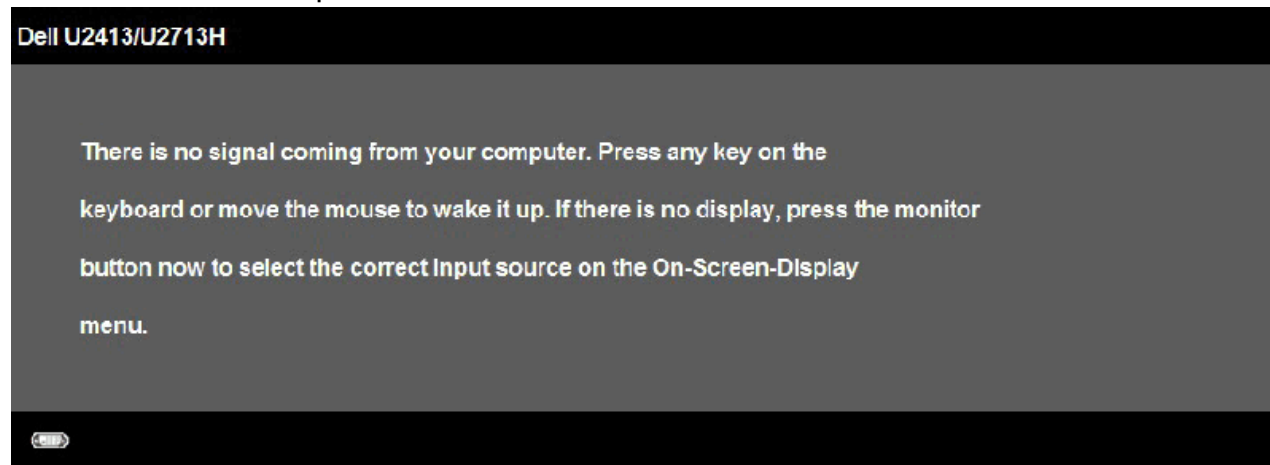 Dell U2413/U2713H
There is no signal coming from your computer. Press any key on the
keyboard or move the mouse to wake it up. If there is no display, press the monitor
button now to select the correct input source on the On-Screen-Display
menu.